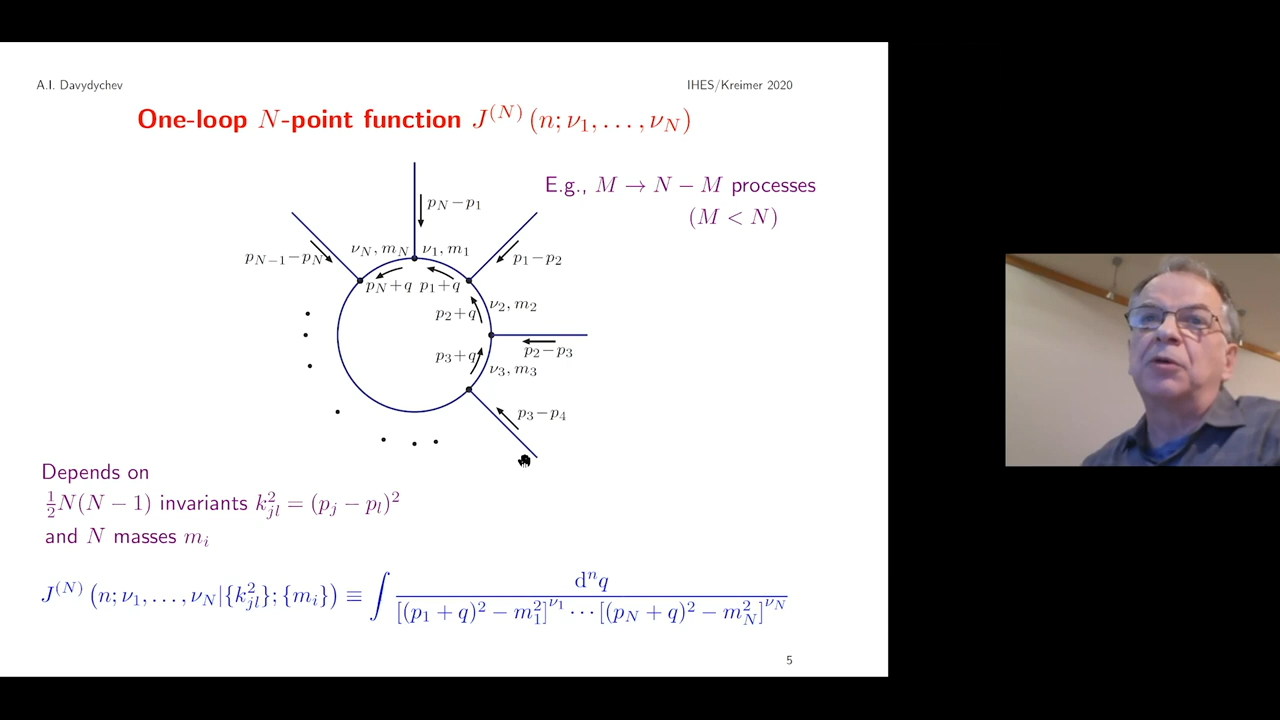 A.I. Davydychev IHES/Kreimer 2020
One-loop N-point function J^{(N)} (n; ν_1, . . . , ν_N)
E.g., M → N − M processes
(M < N)
p_N−p_1
p_{N−1}−p_N
ν_N, m_N
ν_1, m_1
p_1−p_2
p_N+q
p_1+q
p_2+q
ν_2, m_2
p_3+q
p_2−p_3
ν_3, m_3
p_3−p_4
Depends on
\frac{1}{2}N(N − 1) invariants k_{jl}^2 = (p_j − p_l)^2
and N masses m_i
J^{(N)} (n; ν_1, . . . , ν_N|{k_{jl}^2}; {m_i}) ≡ ∫ \frac{d^n q}{[(p_1 + q)^2 − m_1^2]^{ν_1} · · · [(p_N + q)^2 − m_N^2]^{ν_N}}
5